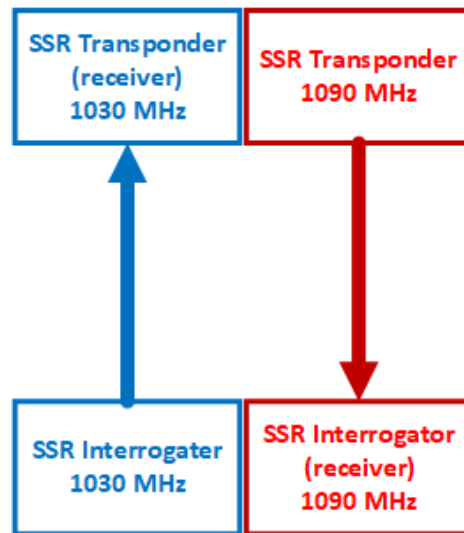 SSR Transponder
(receiver)
1030 MHz
SSR Transponder
1090 MHz
SSR Interrogater
1030 MHz
SSR Interrogator
(receiver)
1090 MHz